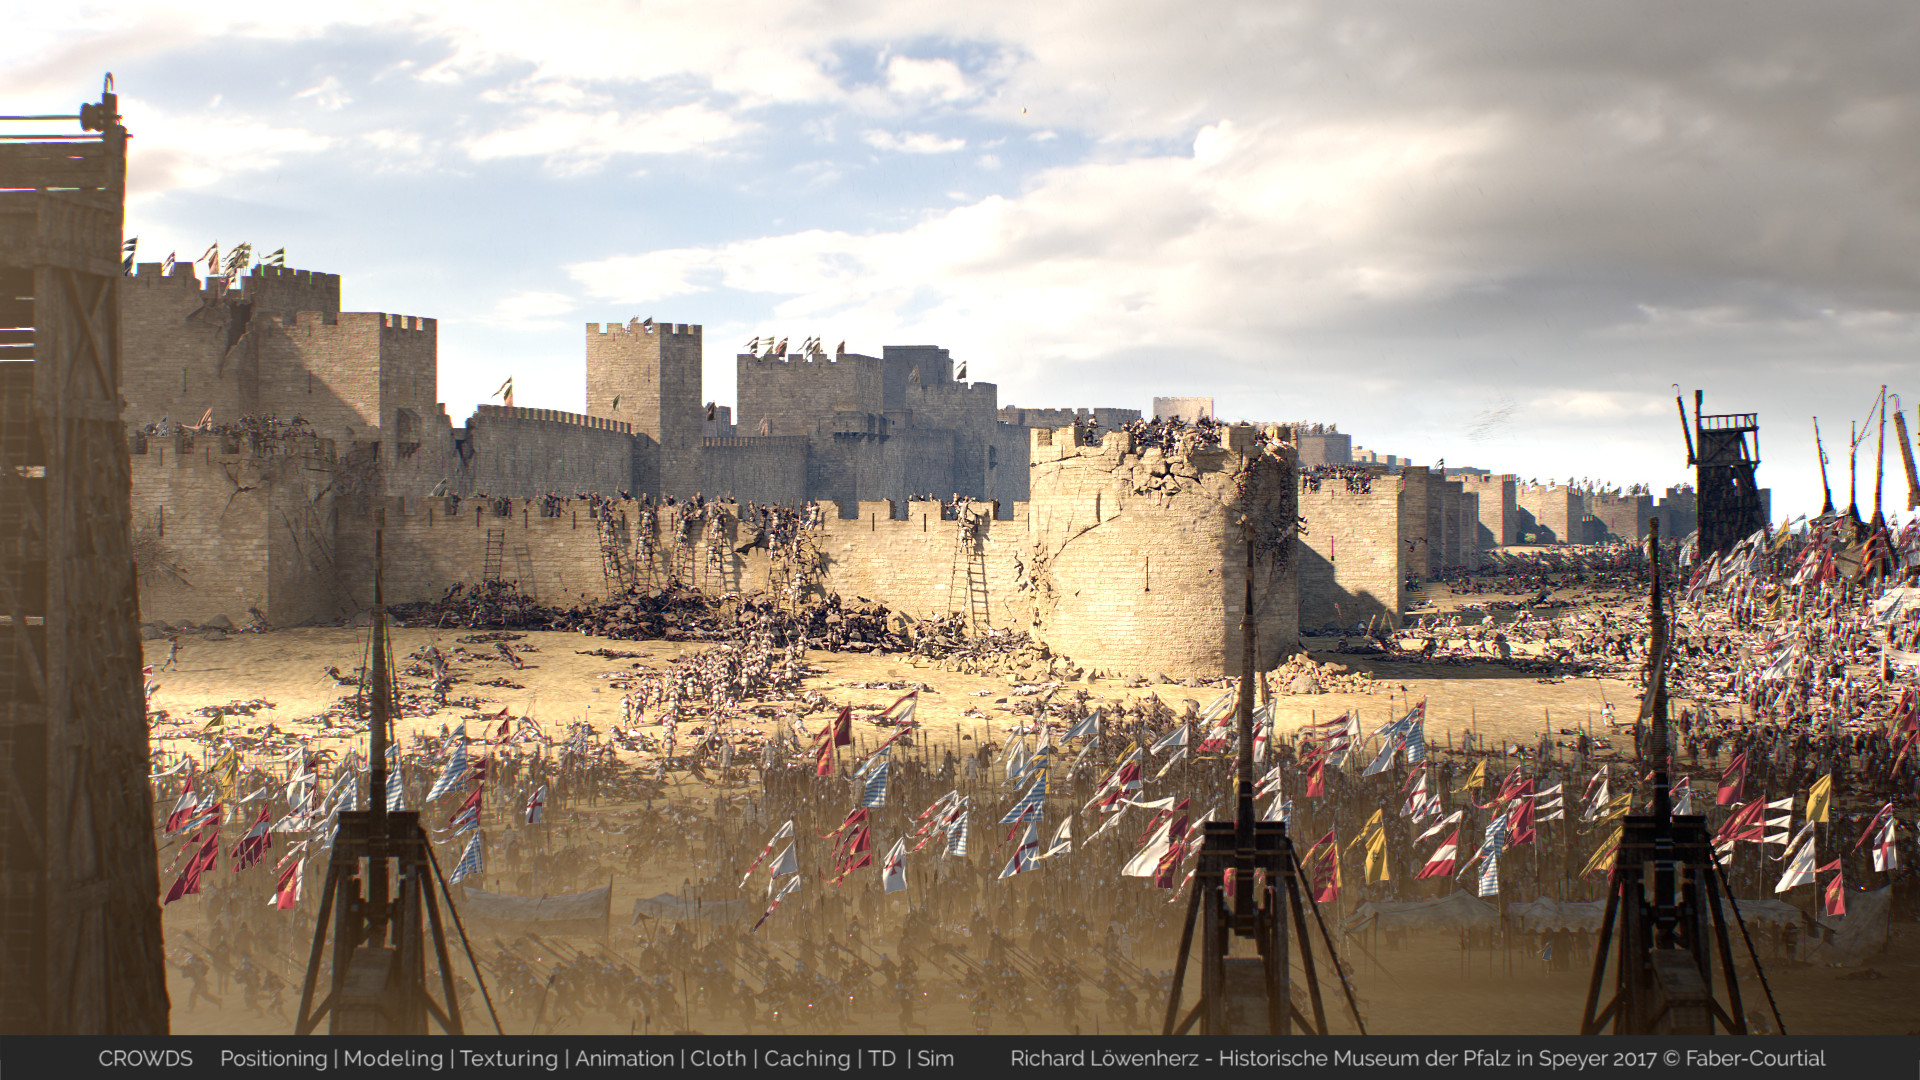 CROWDS Positioning | Modeling | Texturing | Animation | Cloth | Caching | TD | Sim Richard Löwenherz - Historische Museum der Pfalz in Speyer 2017 © Faber-Courtial